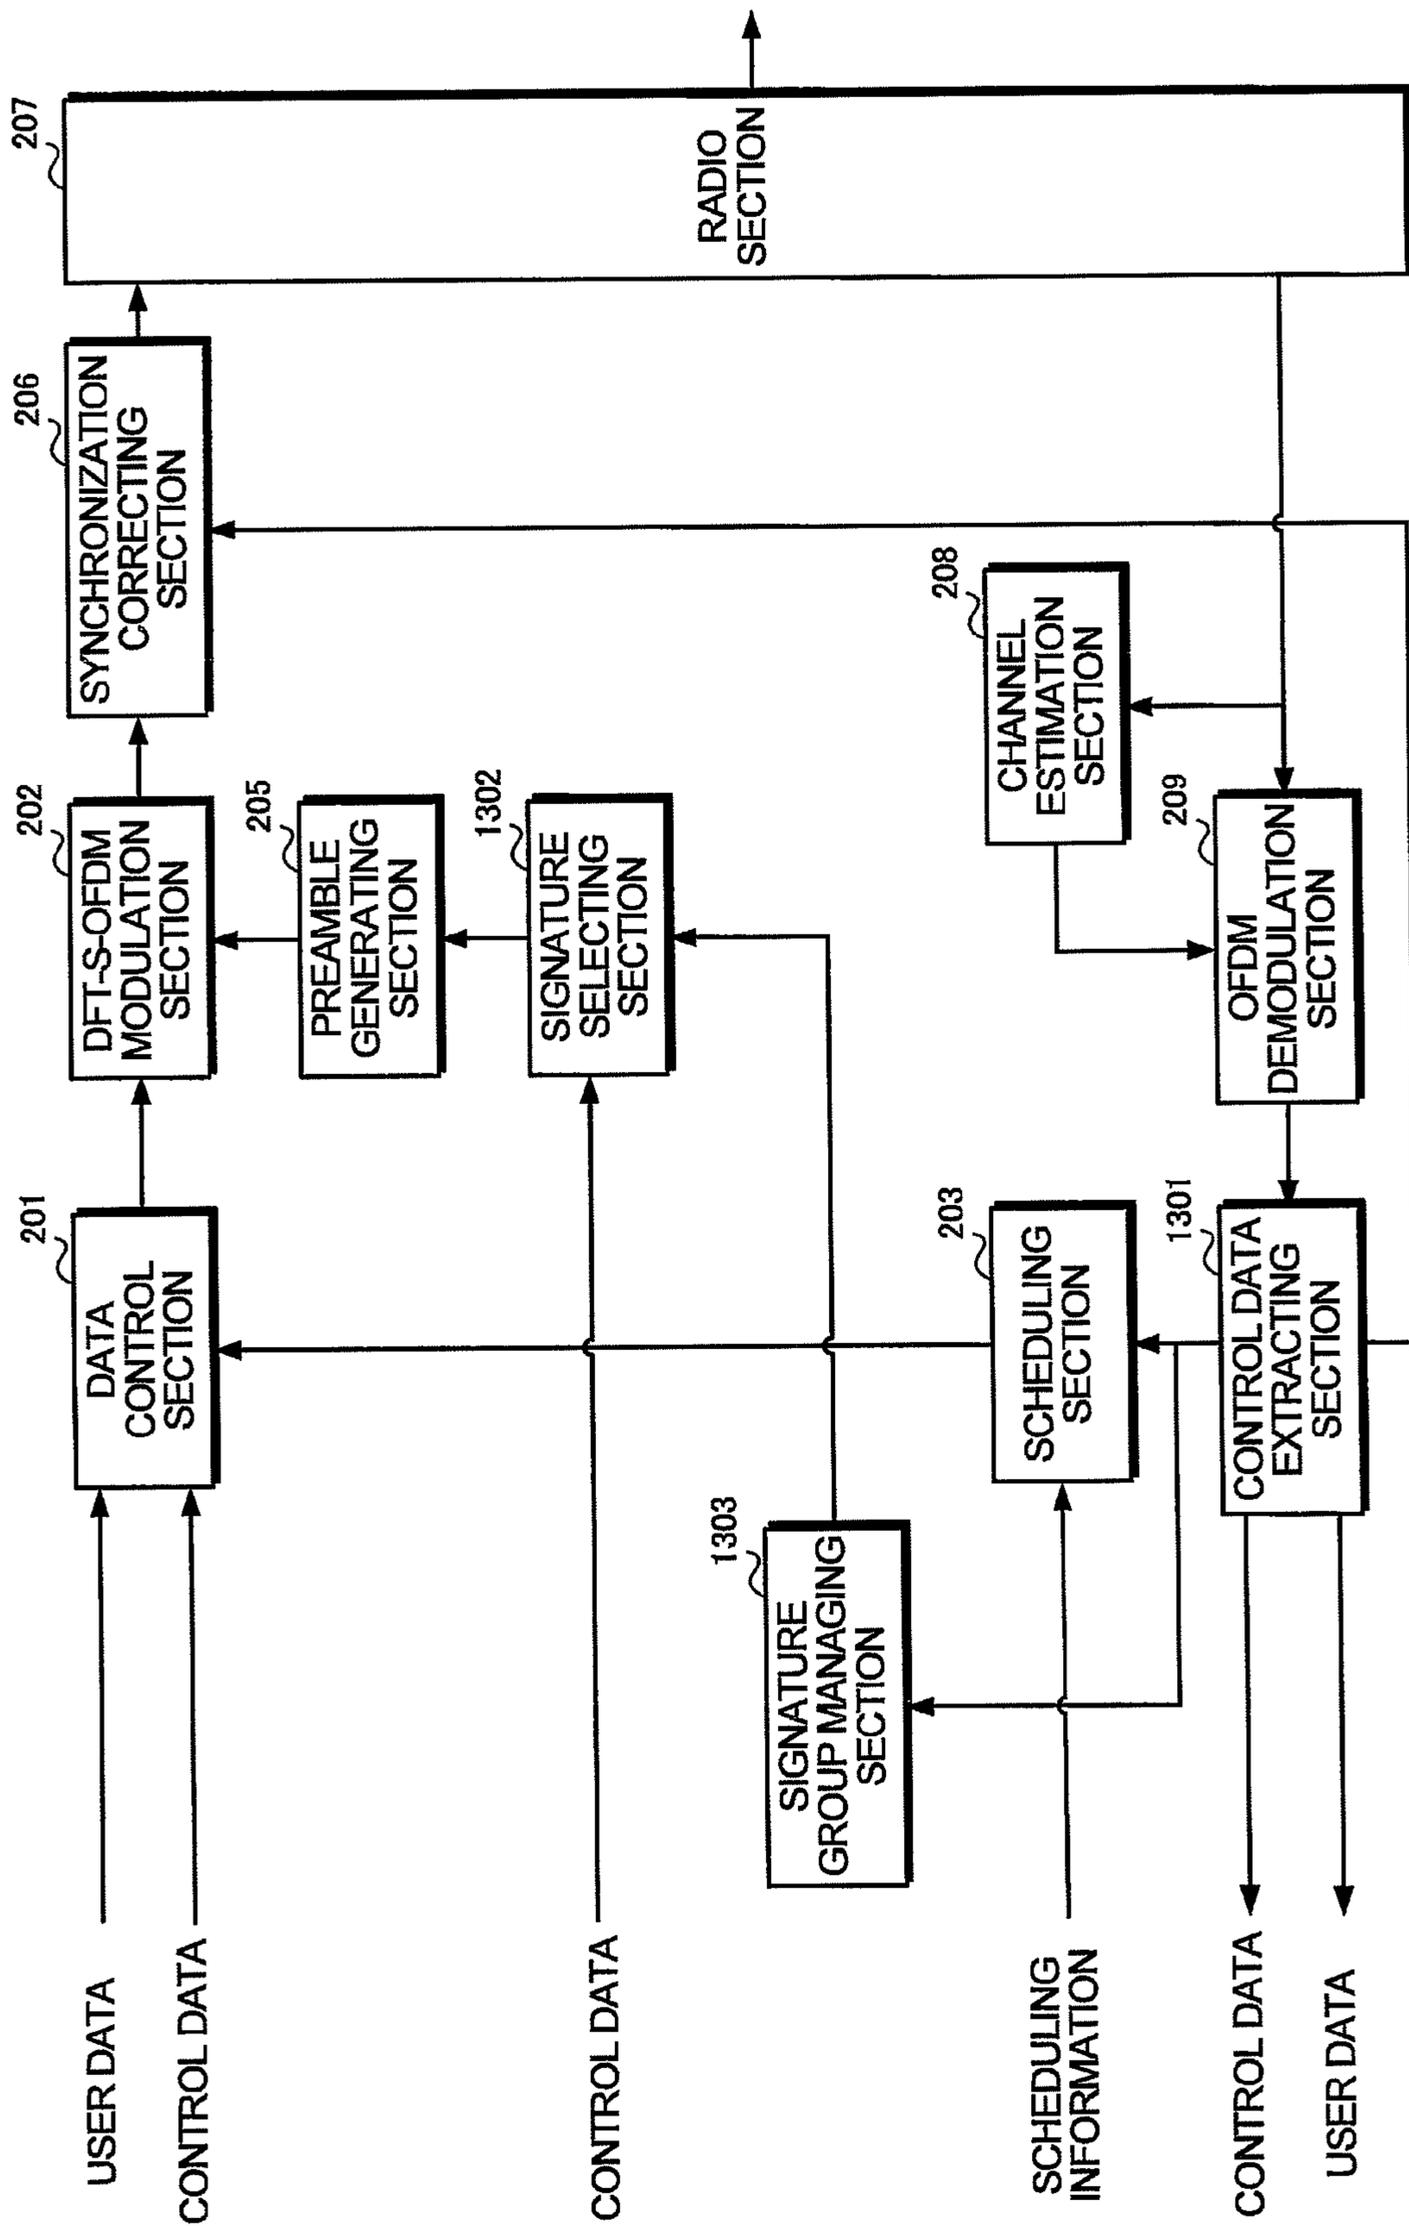 USER DATA
CONTROL DATA
201
DATA
CONTROL
SECTION
202
DFT-S-OFDM
MODULATION
SECTION
206
SYNCHRONIZATION
CORRECTING
SECTION
207
RADIO
SECTION
205
PREAMBLE
GENERATING
SECTION
CONTROL DATA
1302
SIGNATURE
SELECTING
SECTION
1303
SIGNATURE
GROUP MANAGING
SECTION
SCHEDULING
INFORMATION
203
SCHEDULING
SECTION
208
CHANNEL
ESTIMATION
SECTION
CONTROL DATA
USER DATA
1301
CONTROL DATA
EXTRACTING
SECTION
209
OFDM
DEMODULATION
SECTION